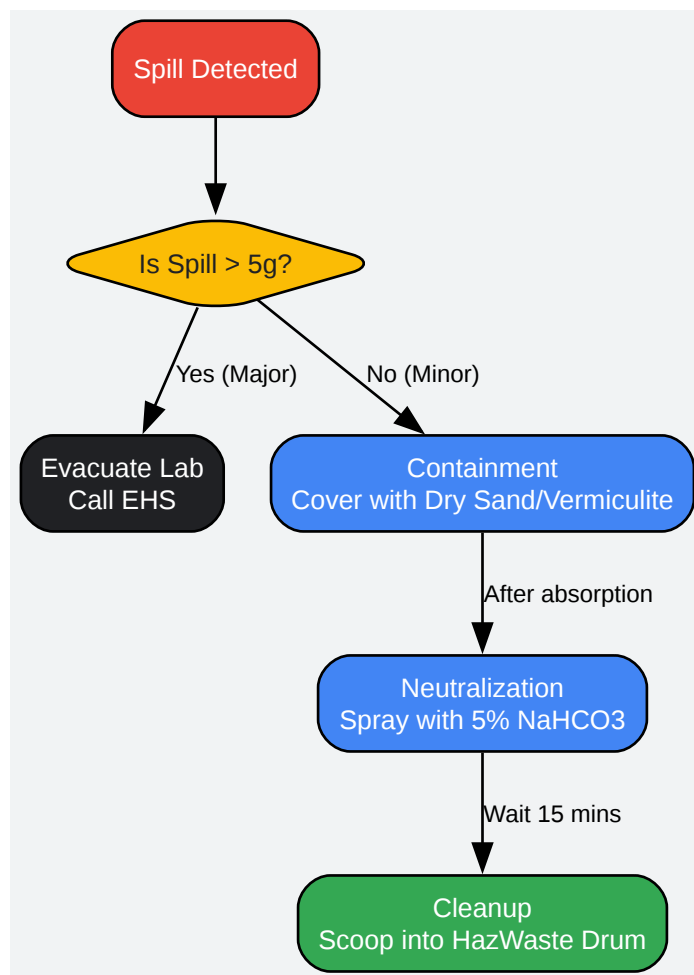 Spill Detected
Is Spill > 5g?
Yes (Major)
No (Minor)
Evacuate Lab
Call EHS
Containment
Cover with Dry Sand/Vermiculite
After absorption
Neutralization
Spray with 5% NaHCO3
Wait 15 mins
Cleanup
Scoop into HazWaste Drum